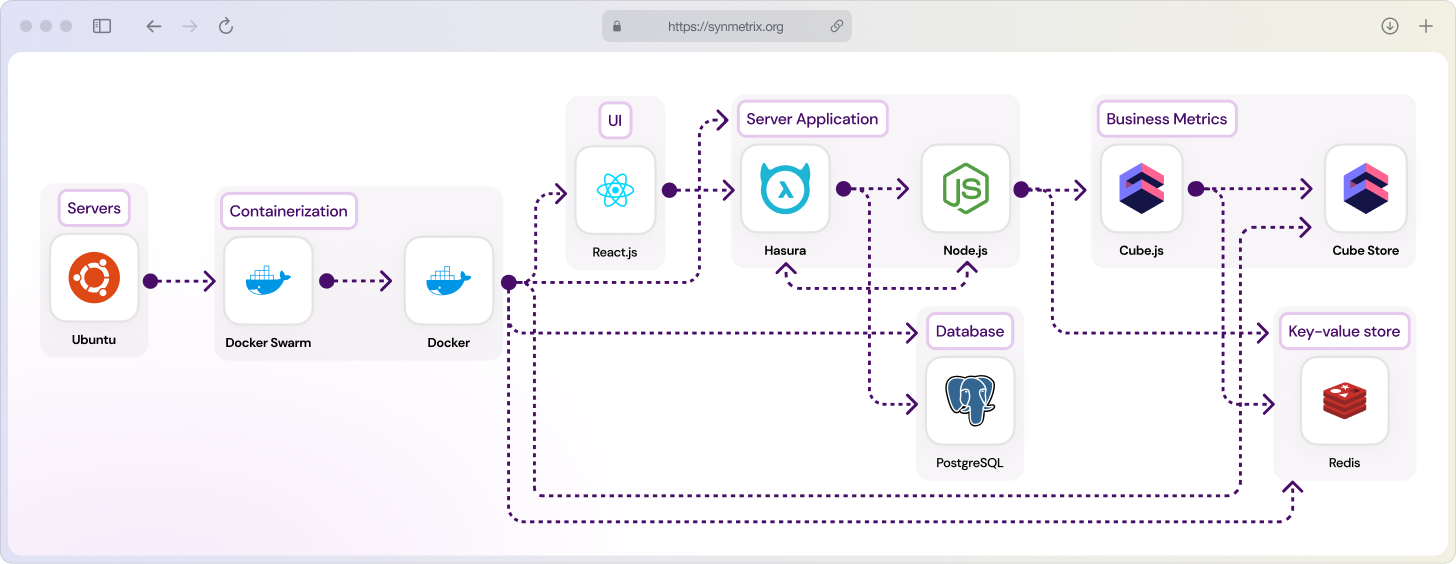 https://synmetrix.org
Servers
Ubuntu
Containerization
Docker Swarm
Docker
UI
React.js
Server Application
Hasura
JS
Node.js
Database
PostgreSQL
Business Metrics
Cube.js
Cube Store
Key-value store
Redis